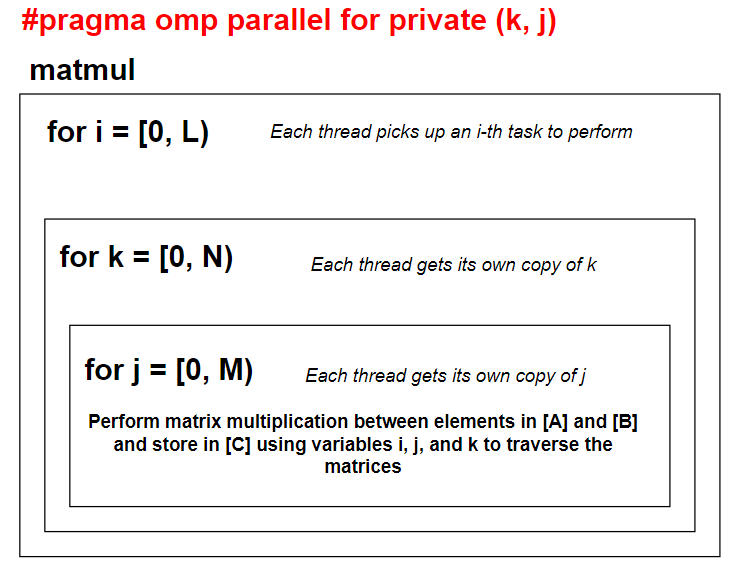 #pragma omp parallel for private (k, j)
matmul
for i = [0, L)
Each thread picks up an i-th task to perform
for k = [0, N)
Each thread gets its own copy of k
for j = [0, M)
Each thread gets its own copy of j
Perform matrix multiplication between elements in [A] and [B]
and store in [C] using variables i, j, and k to traverse the
matrices